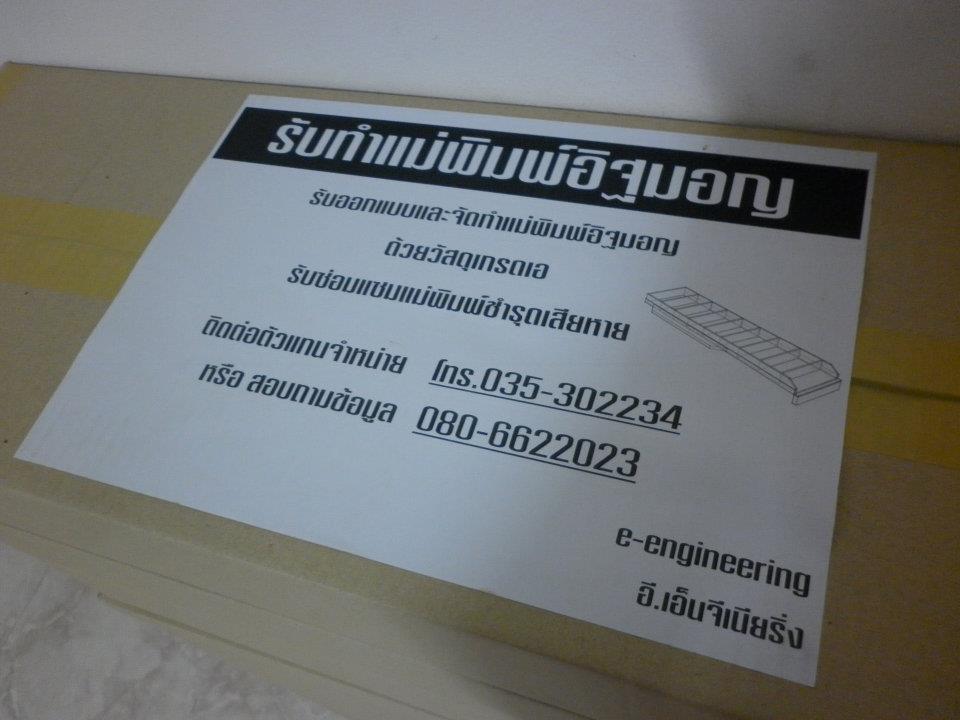 รับทำแม่พิมพ์อิฐมอญ
รับออกแบบและจัดทำแม่พิมพ์อิฐมอญ
ด้วยวัสดุเกรดเอ
รับซ่อมแซมแม่พิมพ์ชำรุดเสียหาย
ติดต่อตัวแทนจำหน่าย โทร.035-302234
หรือ สอบถามข้อมูล 080-6622023
e-engineering
อี.เอ็นจีเนียริ่ง